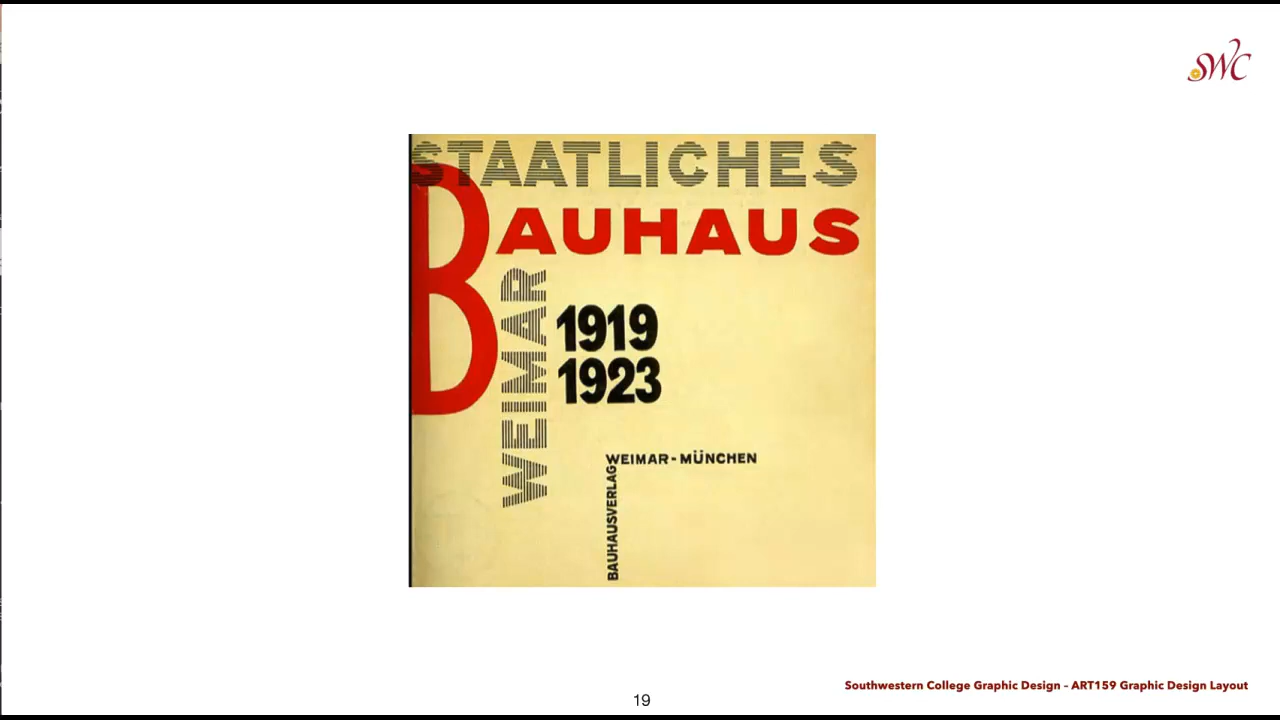 SWC
STAATLICHES
BAUHAUS
WEIMAR
1919
1923
WEIMAR-MÜNCHEN
BAUHAUSVERLAG
Southwestern College Graphic Design – ART159 Graphic Design Layout
19